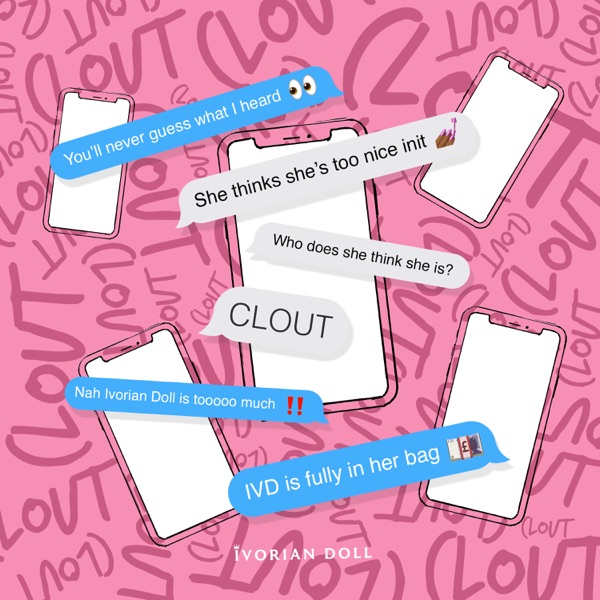 You'll never guess what I heard 👀
She thinks she's too nice init 💅
Who does she think she is?
CLOUT
Nah Ivorian Doll is tooooo much ‼️
IVD is fully in her bag 💷
IVORIAN DOLL
CLOUT